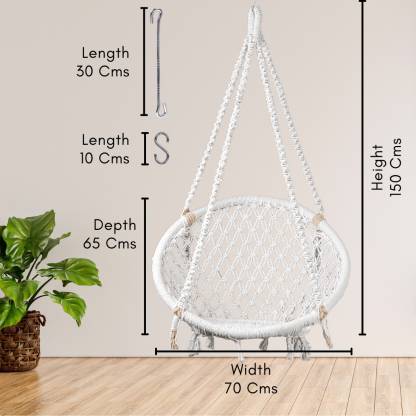 Length
30 Cms
Length
10 Cms
Depth
65 Cms
Height
150 Cms
Width
70 Cms